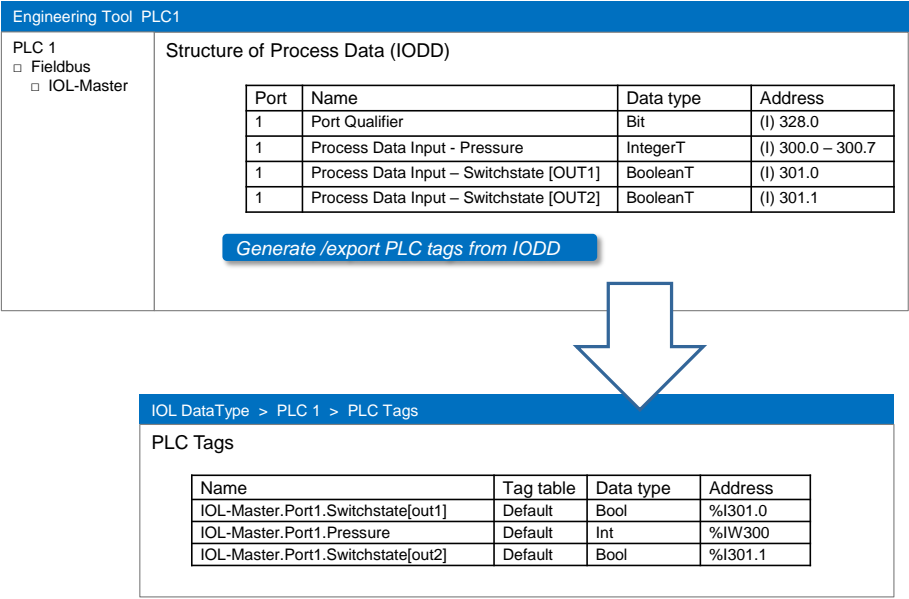 Engineering Tool PLC1
PLC 1
□ Fieldbus
□ IOL-Master
Structure of Process Data (IODD)
Port Name Data type Address
1 Port Qualifier Bit (I) 328.0
1 Process Data Input - Pressure IntegerT (I) 300.0 – 300.7
1 Process Data Input – Switchstate [OUT1] BooleanT (I) 301.0
1 Process Data Input – Switchstate [OUT2] BooleanT (I) 301.1
Generate /export PLC tags from IODD
IOL DataType > PLC 1 > PLC Tags
PLC Tags
Name Tag table Data type Address
IOL-Master.Port1.Switchstate[out1] Default Bool %I301.0
IOL-Master.Port1.Pressure Default Int %IW300
IOL-Master.Port1.Switchstate[out2] Default Bool %I301.1